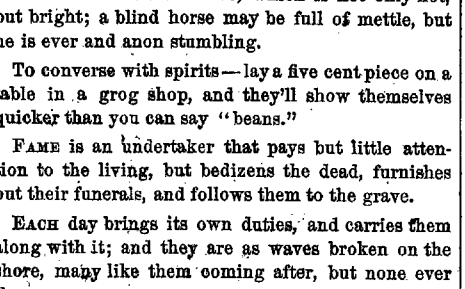 out bright; a blind horse may be full of mettle, but
he is ever and anon stumbling.
To converse with spirits—lay a five cent piece on a
table in a grog shop, and they'll show themselves
quicker than you can say "beans."
FAME is an undertaker that pays but little atten-
tion to the living, but bedizens the dead, furnishes
out their funerals, and follows them to the grave.
EACH day brings its own duties, and carries them
along with it; and they are as waves broken on the
shore, many like them coming after, but none ever